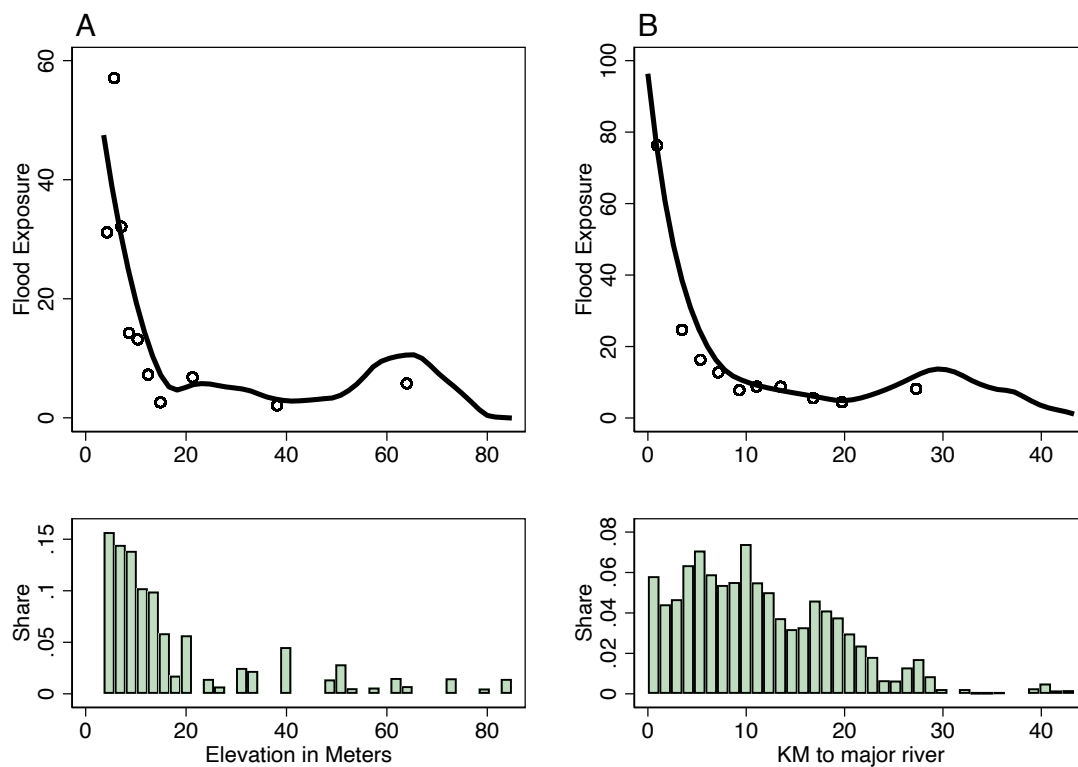 A
Flood Exposure
60
40
20
0
0 20 40 60 80
B
Flood Exposure
100
80
60
40
20
0
0 10 20 30 40
Share
.15
.1
.05
0
0 20 40 60 80
Elevation in Meters
Share
.08
.06
.04
.02
0
0 10 20 30 40
KM to major river